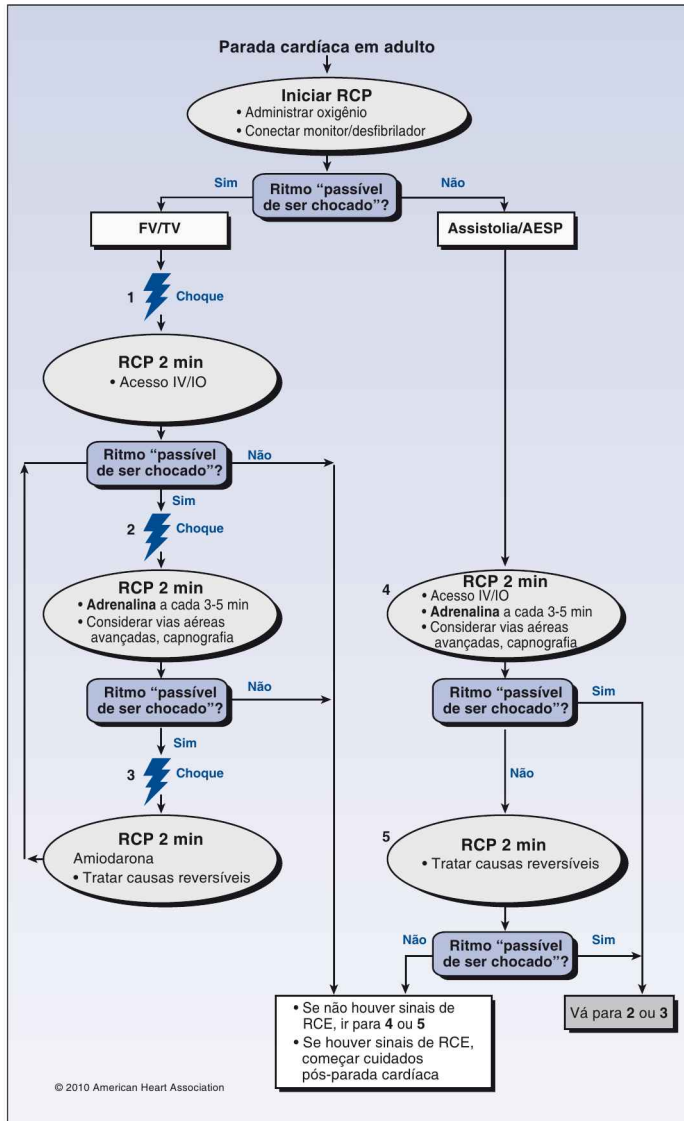 Parada cardíaca em adulto
Iniciar RCP
• Administrar oxigênio
• Conectar monitor/desfibrilador
Sim
Ritmo “passível
de ser chocado”?
Não
FV/TV
Assistolia/AESP
1
Choque
RCP 2 min
• Acesso IV/IO
Ritmo “passível
de ser chocado”?
Não
Sim
2
Choque
RCP 2 min
• Adrenalina a cada 3-5 min
• Considerar vias aéreas
avançadas, capnografia
4
RCP 2 min
• Acesso IV/IO
• Adrenalina a cada 3-5 min
• Considerar vias aéreas
avançadas, capnografia
Ritmo “passível
de ser chocado”?
Não
Ritmo “passível
de ser chocado”?
Sim
Sim
3
Choque
Não
RCP 2 min
Amiodarona
• Tratar causas reversíveis
5
RCP 2 min
• Tratar causas reversíveis
Não
Ritmo “passível
de ser chocado”?
Sim
• Se não houver sinais de
RCE, ir para 4 ou 5
• Se houver sinais de RCE,
começar cuidados
pós-parada cardíaca
Vá para 2 ou 3
© 2010 American Heart Association